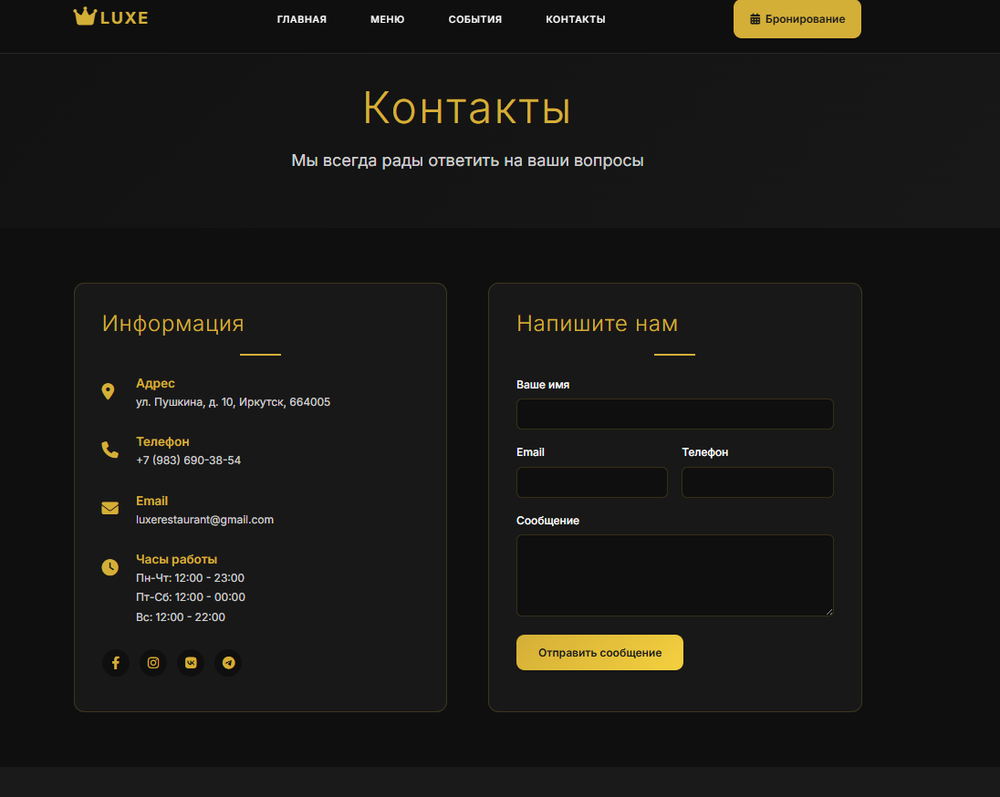 LUXE
ГЛАВНАЯ
МЕНЮ
СОБЫТИЯ
КОНТАКТЫ
Бронирование
Контакты
Мы всегда рады ответить на ваши вопросы
Информация
Адрес
ул. Пушкина, д. 10, Иркутск, 664005
Телефон
+7 (983) 690-38-54
Email
luxerestaurant@gmail.com
Часы работы
Пн-Чт: 12:00 - 23:00
Пт-Сб: 12:00 - 00:00
Вс: 12:00 - 22:00
Напишите нам
Ваше имя
Email
Телефон
Сообщение
Отправить сообщение